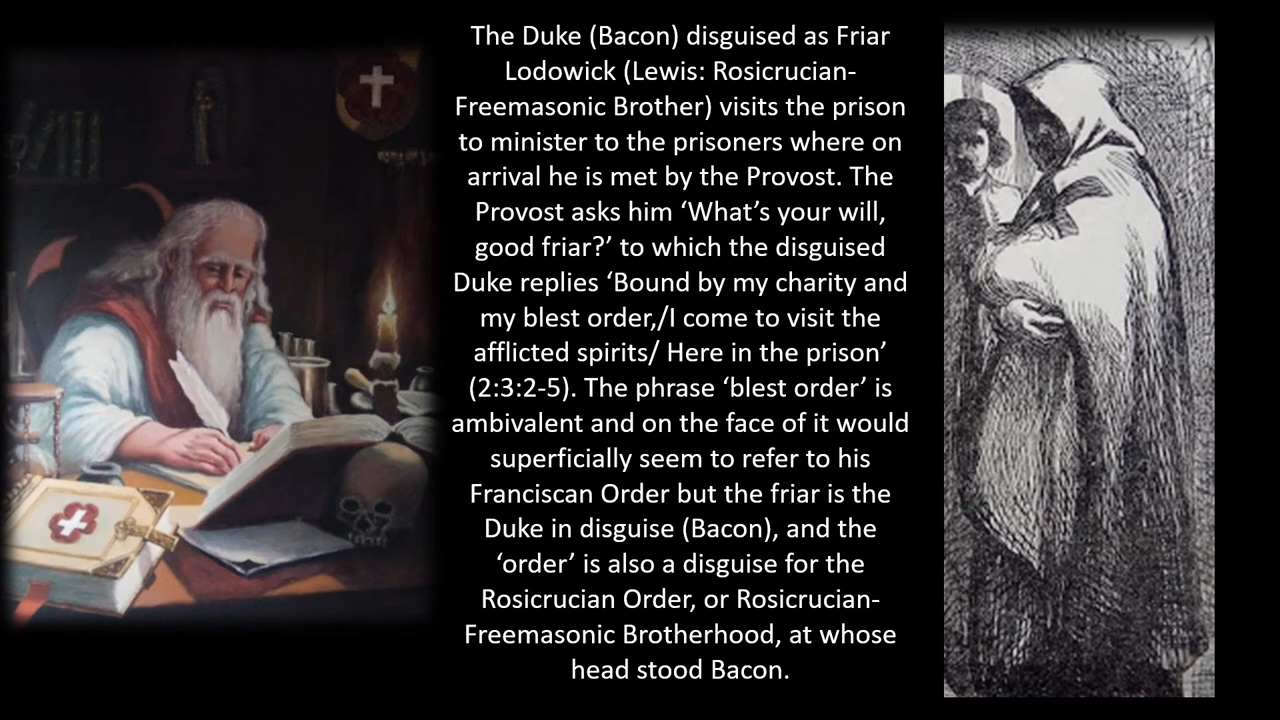 The Duke (Bacon) disguised as Friar
Lodowick (Lewis: Rosicrucian-
Freemasonic Brother) visits the prison
to minister to the prisoners where on
arrival he is met by the Provost. The
Provost asks him ‘What’s your will,
good friar?’ to which the disguised
Duke replies ‘Bound by my charity and
my blest order,/I come to visit the
afflicted spirits/ Here in the prison’
(2:3:2-5). The phrase ‘blest order’ is
ambivalent and on the face of it would
superficially seem to refer to his
Franciscan Order but the friar is the
Duke in disguise (Bacon), and the
‘order’ is also a disguise for the
Rosicrucian Order, or Rosicrucian-
Freemasonic Brotherhood, at whose
head stood Bacon.